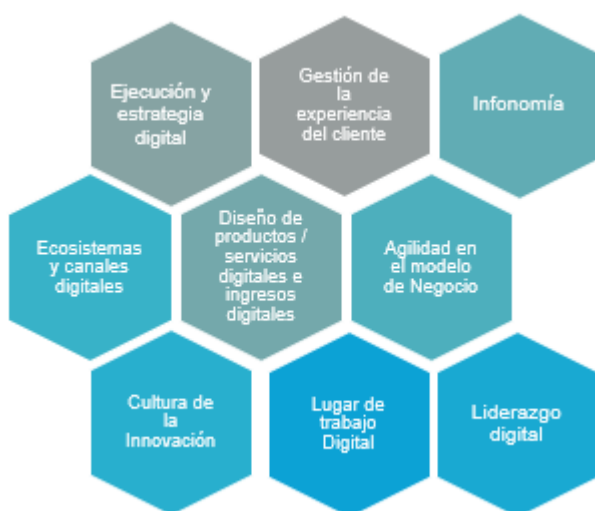 Ejecución y
estrategia
digital
Gestión de
la
experiencia
del cliente
Infonomía
Ecosistemas
y canales
digitales
Diseño de
productos /
servicios
digitales e
ingresos
digitales
Agilidad en
el modelo
de Negocio
Cultura de
la
Innovación
Lugar de
trabajo
Digital
Liderazgo
digital